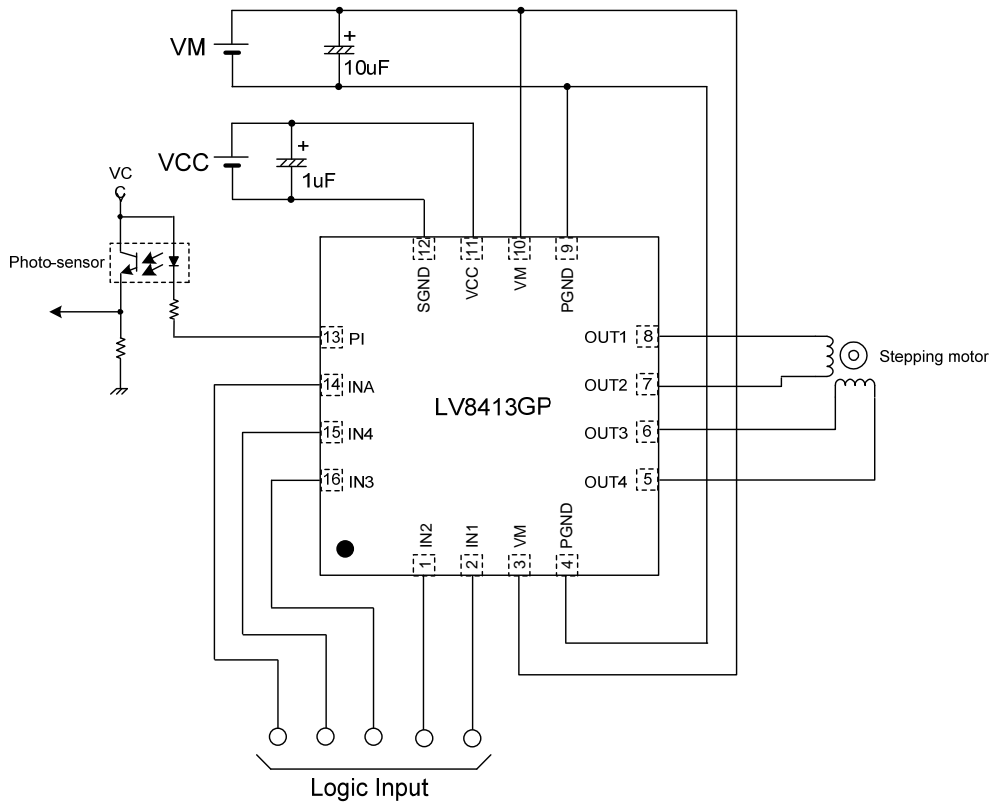 VM
+
10uF
VCC
+
1uF
VC
C
Photo-sensor
12
11
10
9
SGND
VCC
VM
PGND
13 PI
14 INA
15 IN4
16 IN3
OUT1 8
OUT2 7
OUT3 6
OUT4 5
Stepping motor
LV8413GP
IN2
IN1
VM
PGND
1
2
3
4
Logic Input